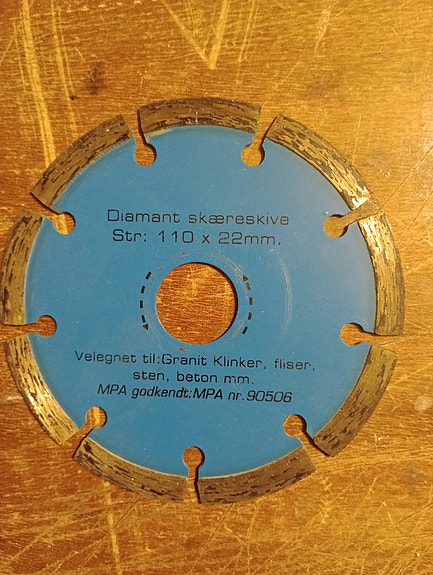 Diamant skæreskive
Str: 110 x 22mm.
Velegnet til:Granit Klinker, fliser,
sten, beton mm.
MPA godkendt:MPA nr.90506